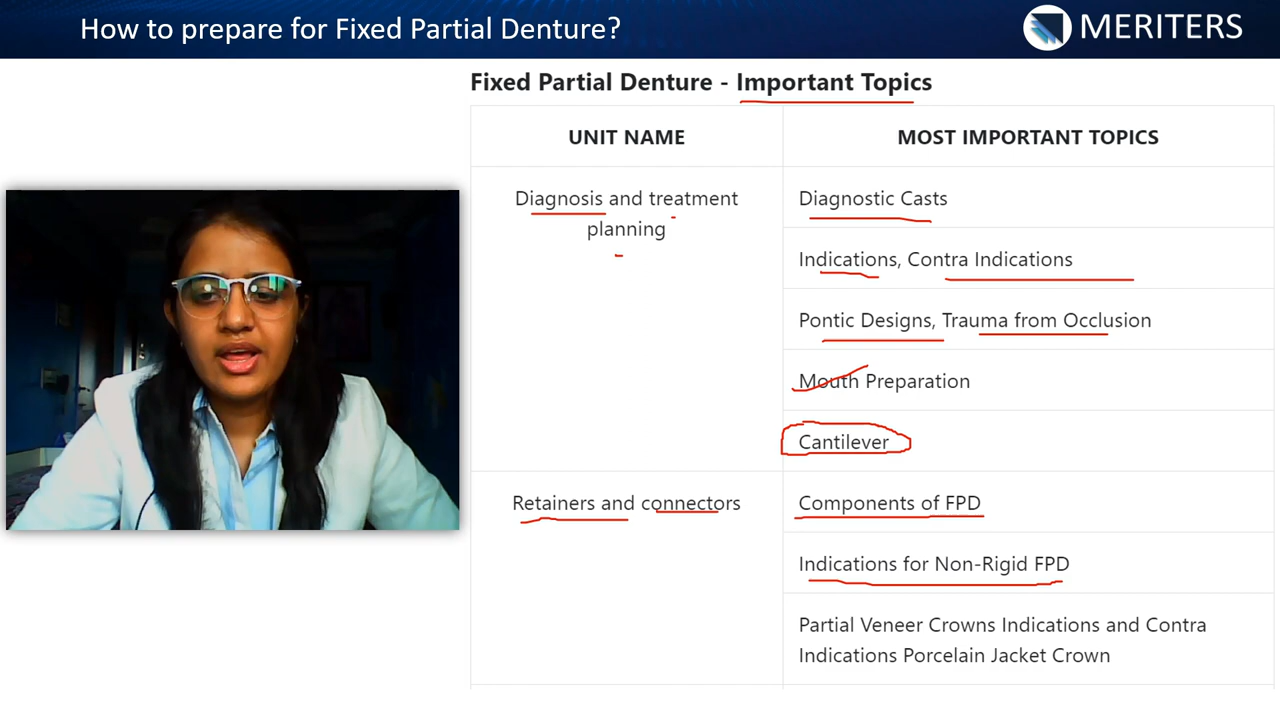 How to prepare for Fixed Partial Denture?
MERITERS
Fixed Partial Denture - Important Topics
UNIT NAME
MOST IMPORTANT TOPICS
Diagnosis and treatment
planning
Diagnostic Casts
Indications, Contra Indications
Pontic Designs, Trauma from Occlusion
Mouth Preparation
Cantilever
Retainers and connectors
Components of FPD
Indications for Non-Rigid FPD
Partial Veneer Crowns Indications and Contra
Indications Porcelain Jacket Crown